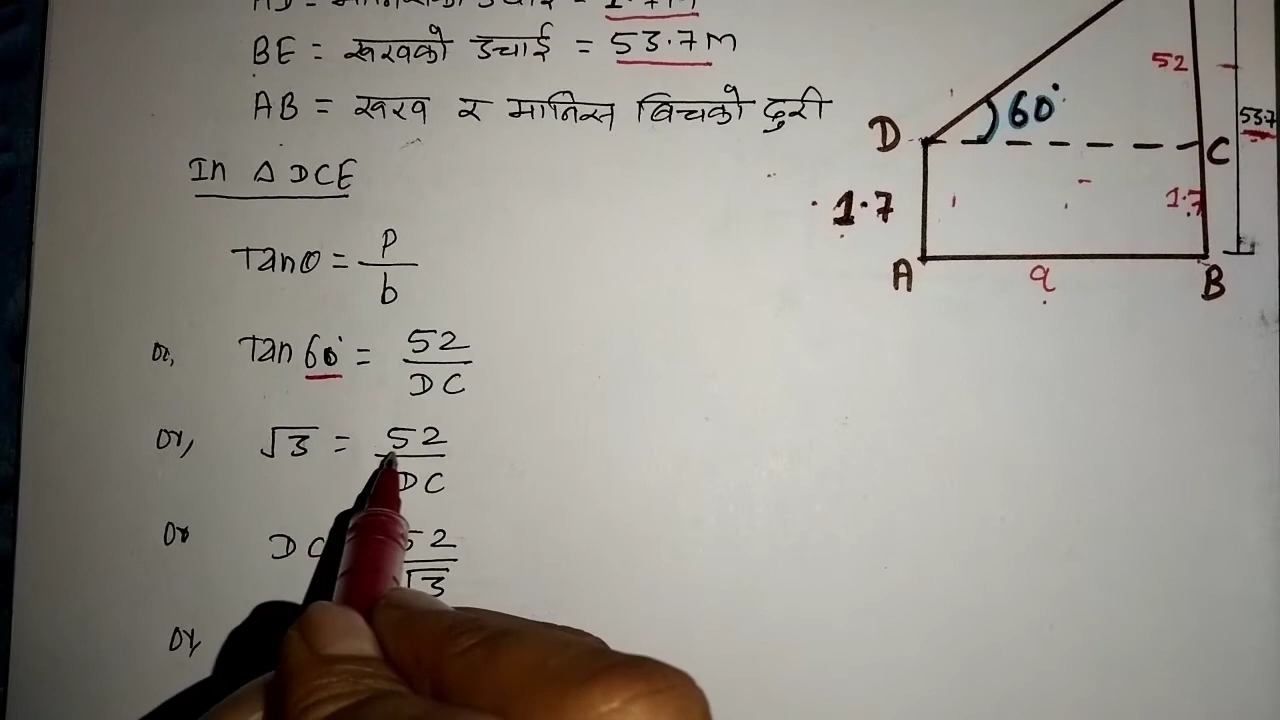 BE = रूखको उचाई = 53.7M
AB = रूख र मानिस बिचको दुरी
In △ DCE
Tanθ = P / b
or, Tan 60° = 52 / DC
or, √3 = 52 / DC
or DC 52 / √3
or,
52
60°
53.7
D
C
1.7
1.7
A
a
B